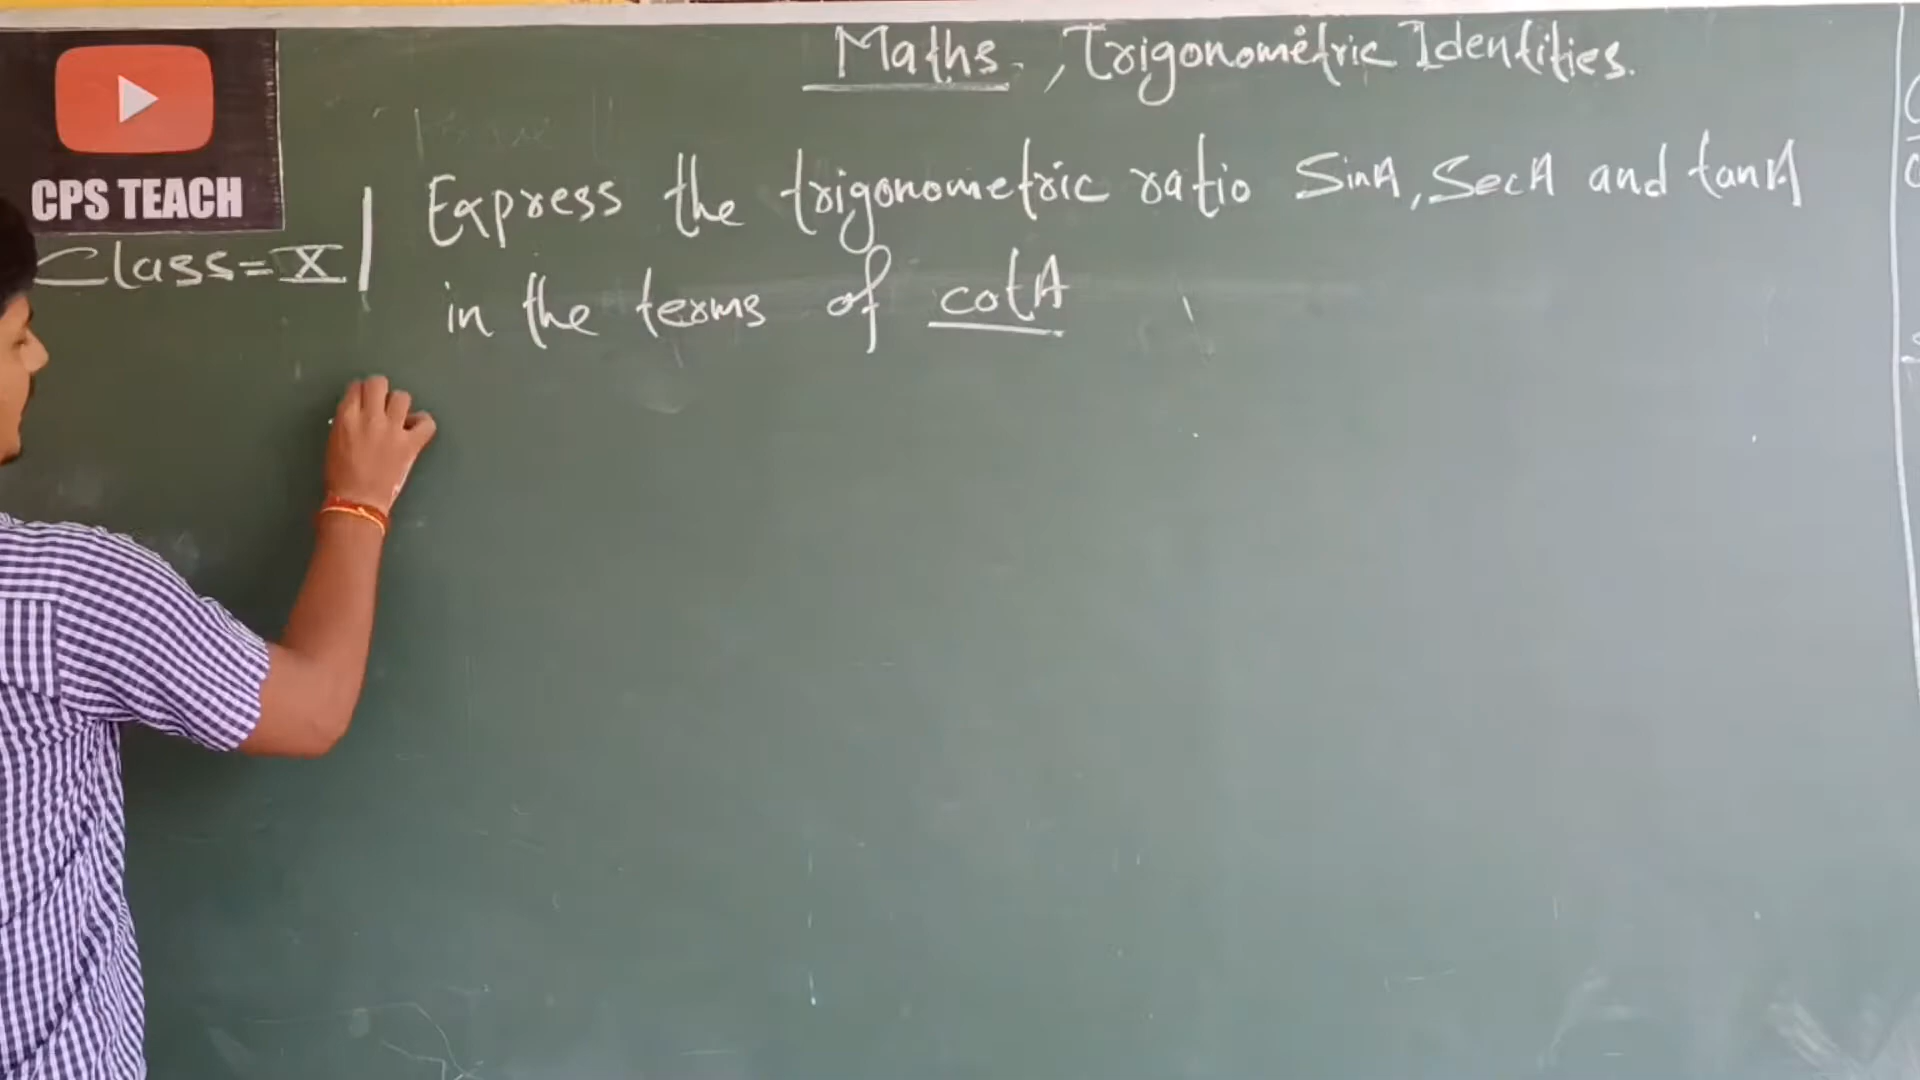 Maths, Trigonometric Identities.
CPS TEACH
Class = X
Express the trigonometric ratio SinA, SecA and tanA
in the terms of cotA